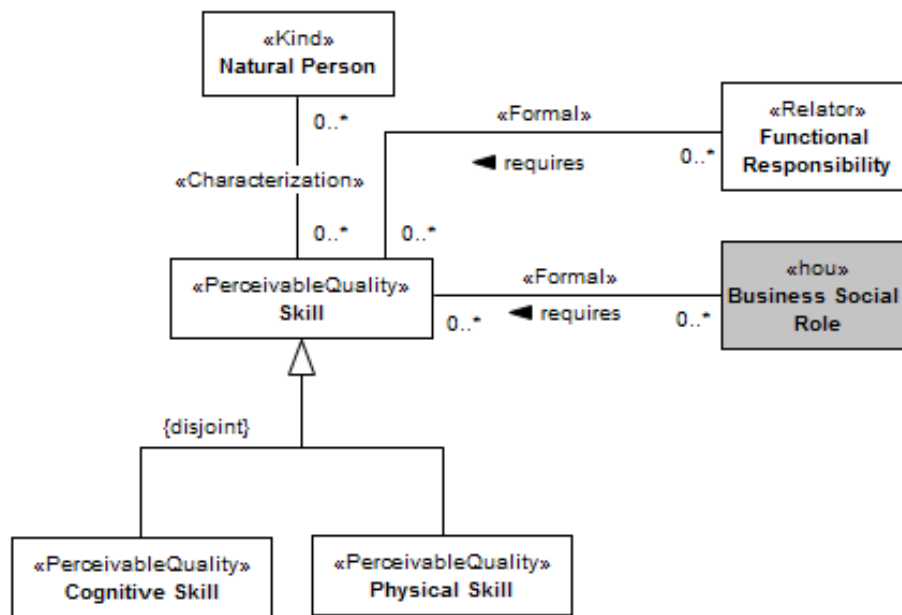 «Kind»
Natural Person
0..*
«Characterization»
0..*
«Formal»
◄ requires
0..*
0..*
«Relator»
Functional
Responsibility
«PerceivableQuality»
Skill
«Formal»
0..*
◄ requires
0..*
«hou»
Business Social
Role
{disjoint}
«PerceivableQuality»
Cognitive Skill
«PerceivableQuality»
Physical Skill